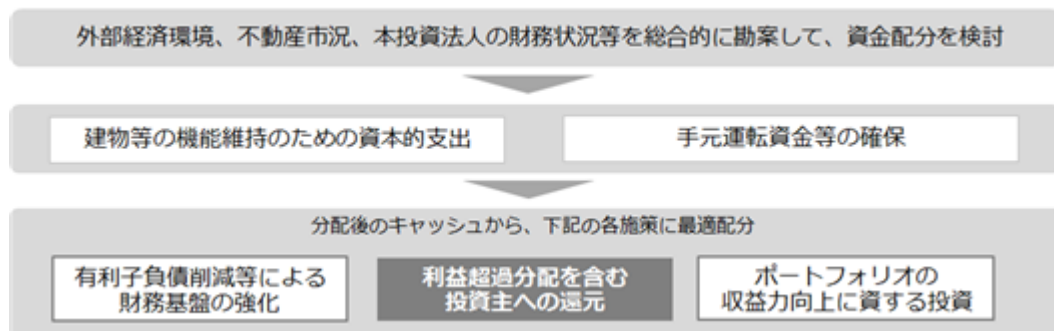 外部経済環境、不動産市況、本投資法人の財務状況等を総合的に勘案して、資金配分を検討
建物等の機能維持のための資本的支出
手元運転資金等の確保
分配後のキャッシュから、下記の各施策に最適配分
有利子負債削減等による
財務基盤の強化
利益超過分配を含む
投資主への還元
ポートフォリオの
収益力向上に資する投資